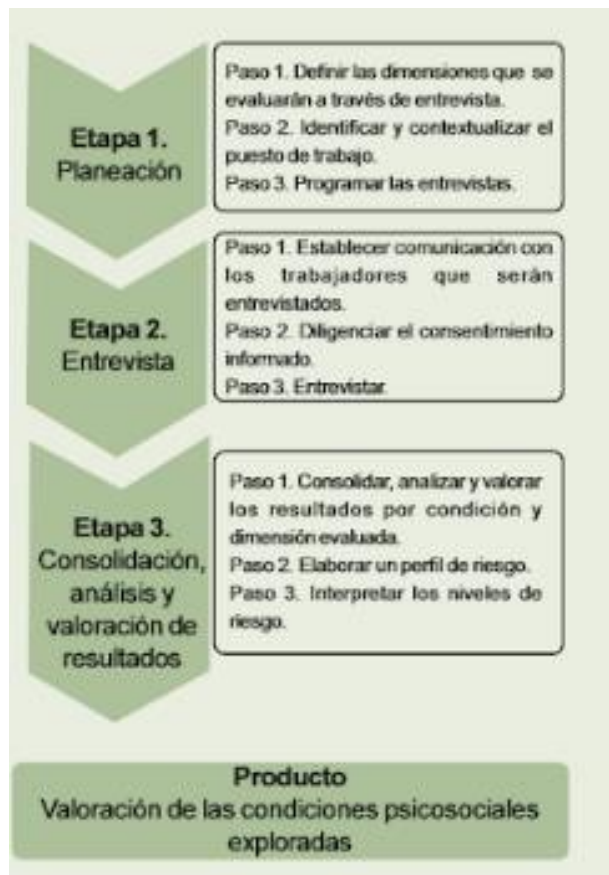 Etapa 1.
Planeación
Paso 1. Definir las dimensiones que se
evaluarán a través de entrevista.
Paso 2. Identificar y contextualizar el
puesto de trabajo.
Paso 3. Programar las entrevistas.
Etapa 2.
Entrevista
Paso 1. Establecer comunicación con
los trabajadores que serán
entrevistados.
Paso 2. Diligenciar el consentimiento
informado.
Paso 3. Entrevistar
Etapa 3.
Consolidación,
análisis y
valoración de
resultados
Paso 1. Consolidar, analizar y valorar
los resultados por condición y
dimensión evaluada.
Paso 2. Elaborar un perfil de riesgo.
Paso 3. Interpretar los niveles de
riesgo.
Producto
Valoración de las condiciones psicosociales
exploradas